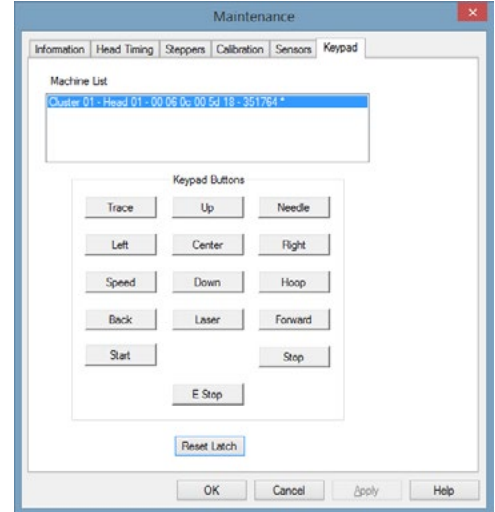 Maintenance
Information Head Timing Steppers Calibration Sensors Keypad
Machine List
Cluster 01 - Head 01 - 00 06 0c 00 5d 18 - 351764 *
Keypad Buttons
Trace Up Needle
Left Center Right
Speed Down Hoop
Back Laser Forward
Start Stop
E Stop
Reset Latch
OK Cancel Apply Help